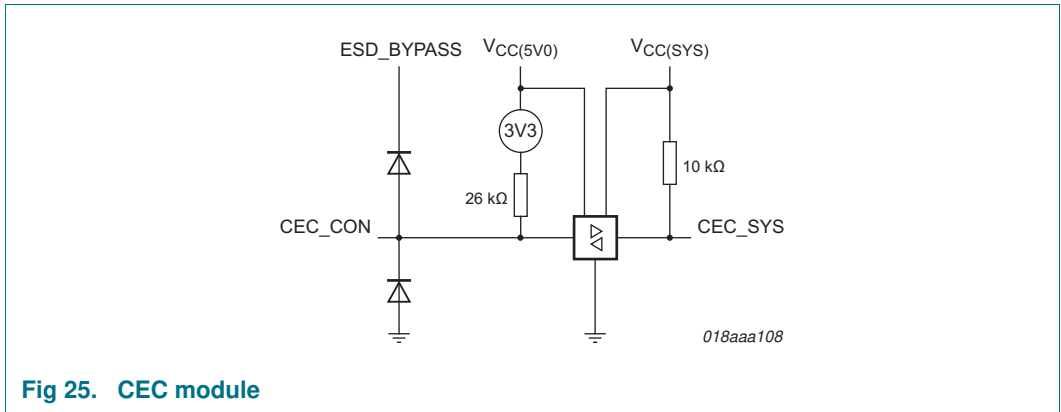 ESD_BYPASS VCC(5V0) VCC(SYS)
3V3
10 kΩ
26 kΩ
CEC_CON CEC_SYS
018aaa108
Fig 25. CEC module